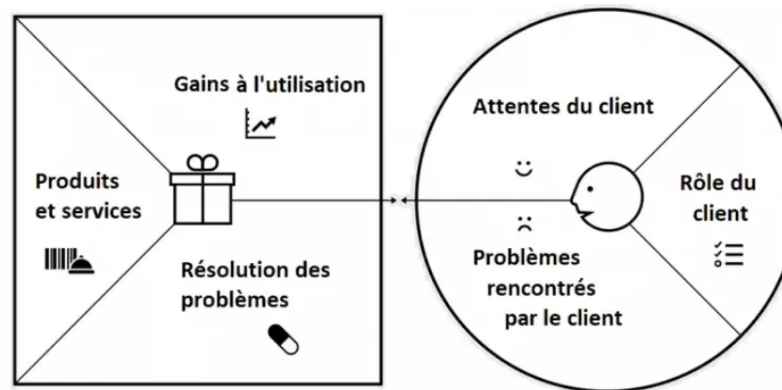 Gains à l'utilisation
Produits
et services
Résolution des
problèmes
Attentes du client
Rôle du
client
Problèmes
rencontrés
par le client